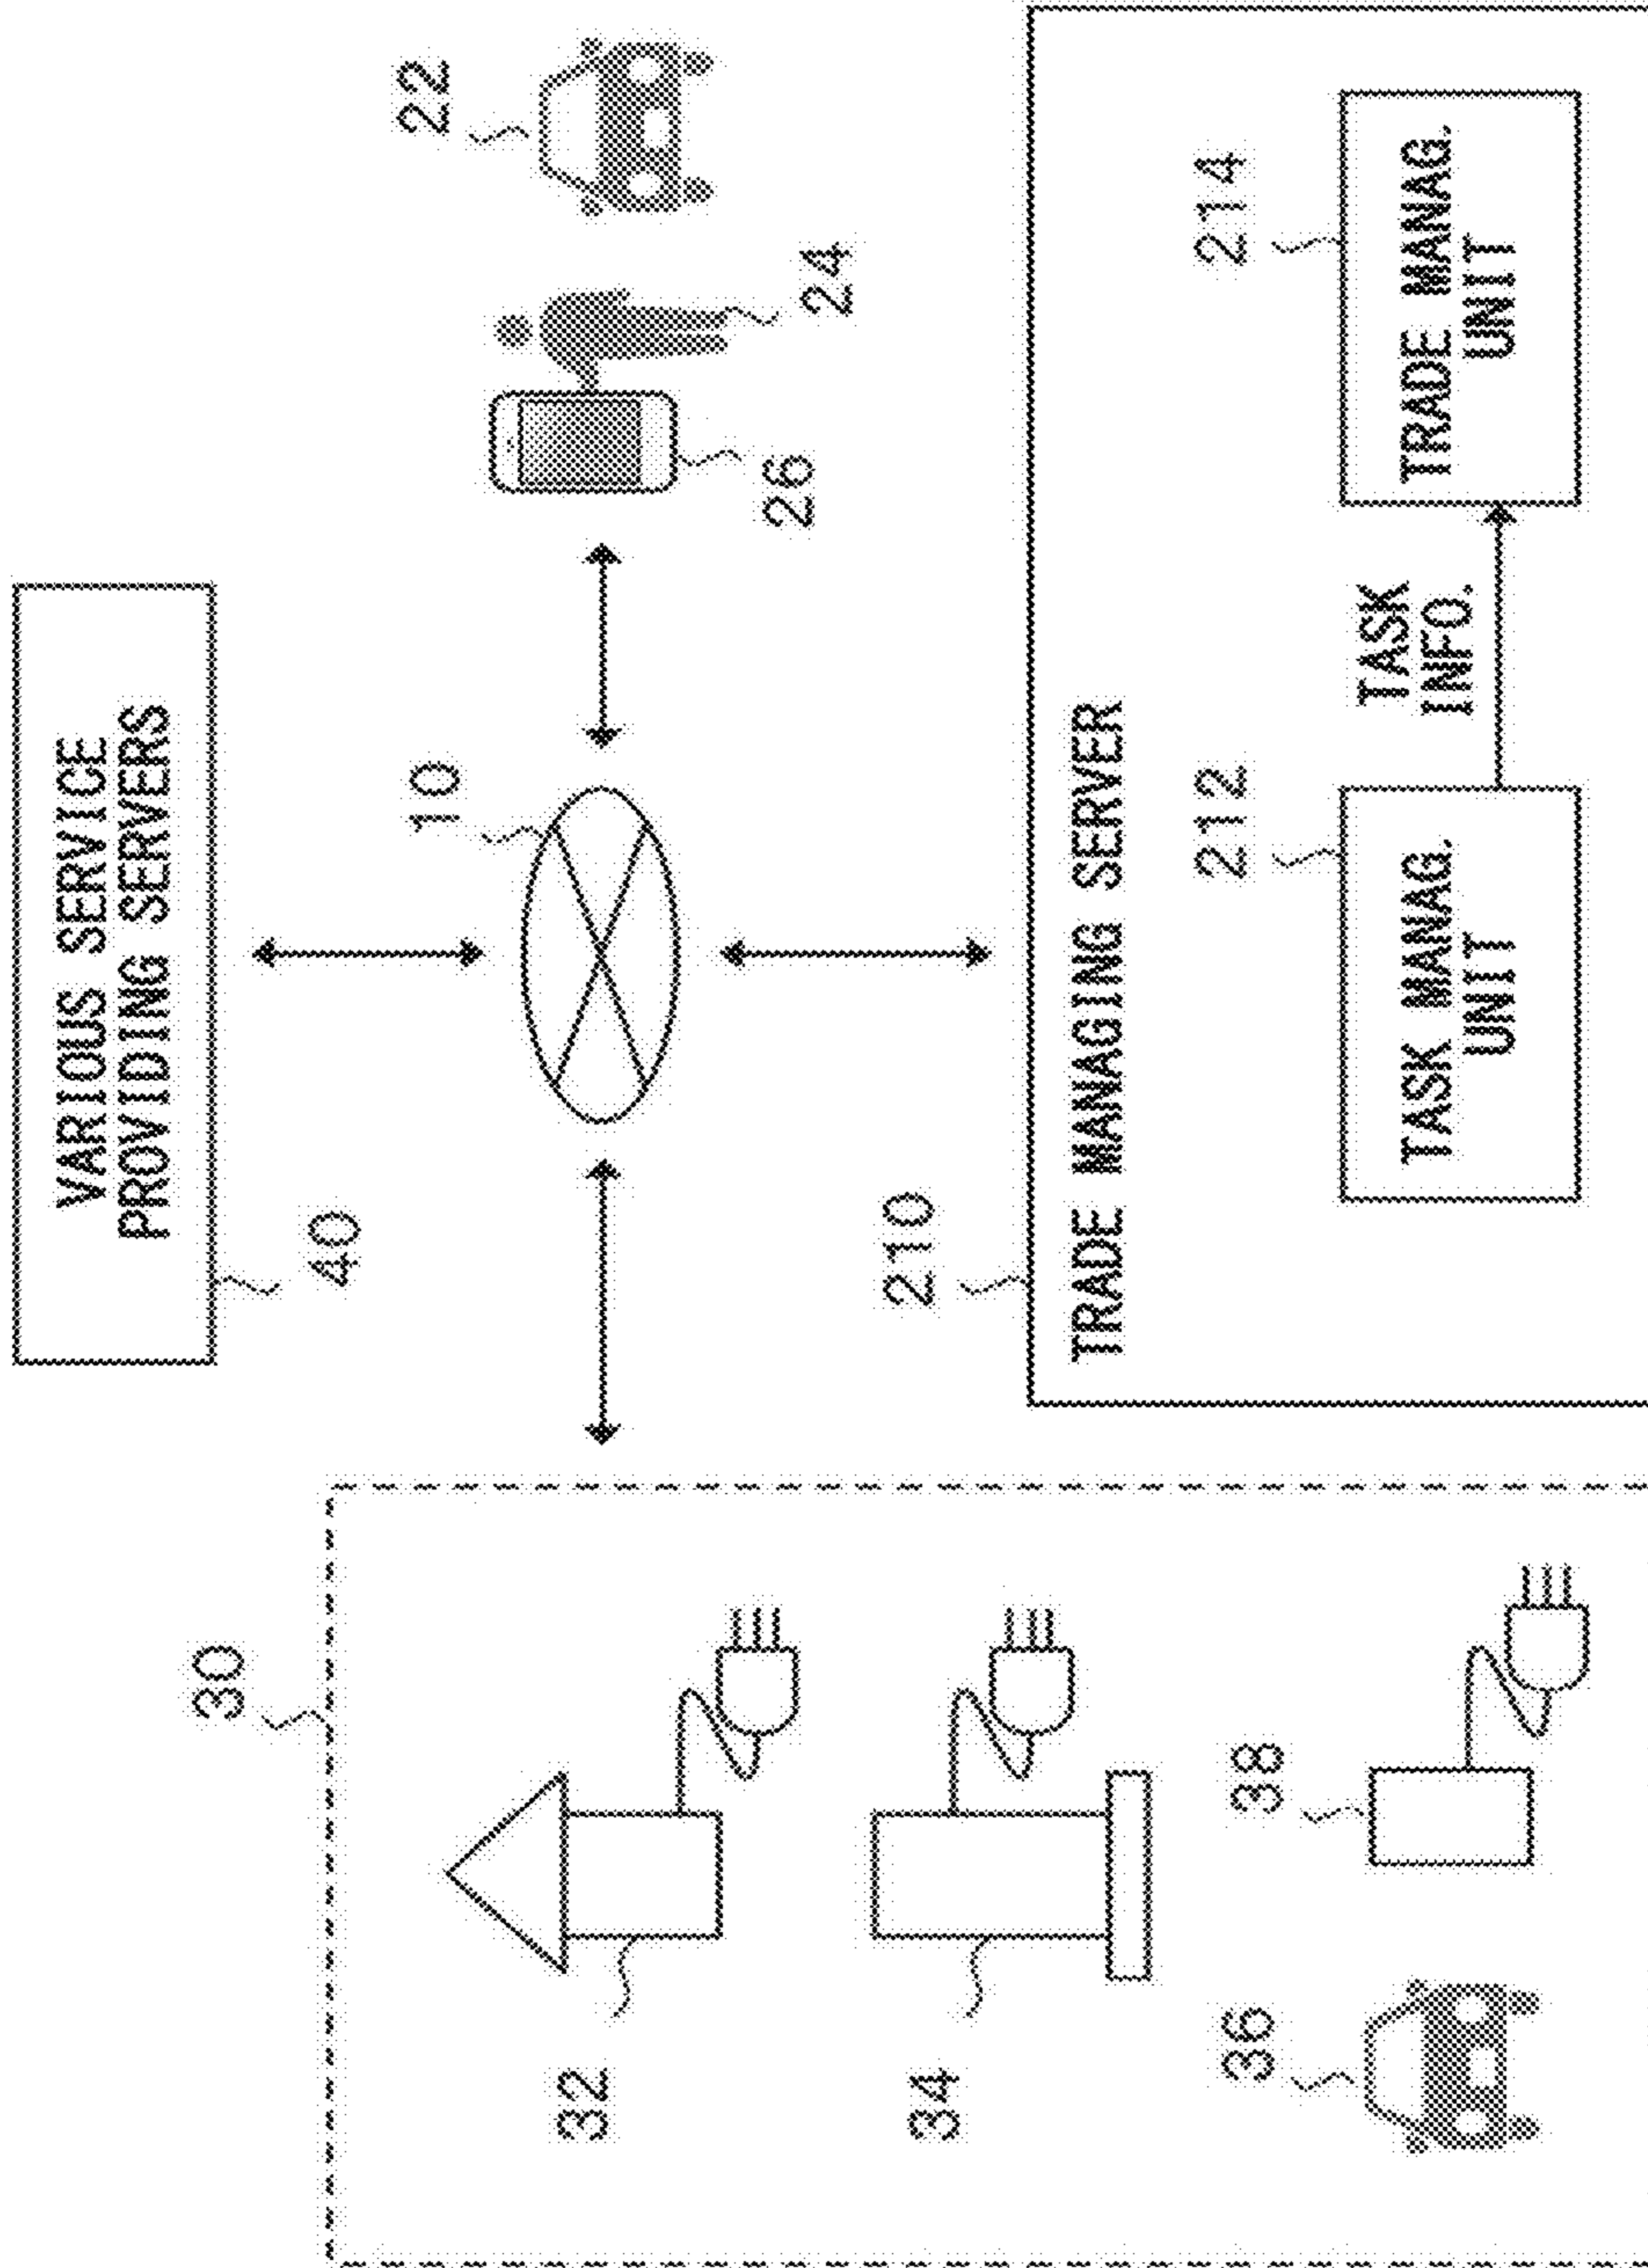 VARIOUS SERVICE
PROVIDING SERVERS
40
30
10
22
32
26
24
34
210
TRADE MANAGING SERVER
36
38
212
214
TASK MANAG.
UNIT
TASK
INFO.
TRADE MANAG.
UNIT